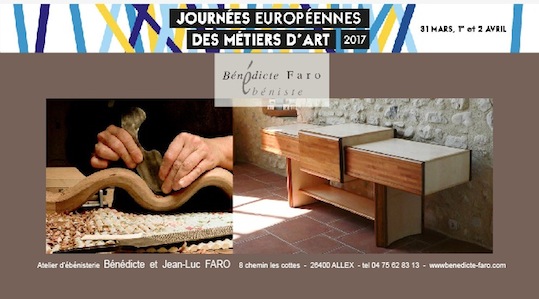 JOURNÉES EUROPÉENNES
DES MÉTIERS D'ART 2017
31 MARS, 1er et 2 AVRIL
Bénédicte Faro
ébéniste
Atelier d'ébénisterie Bénédicte et Jean-Luc FARO 8 chemin les cottes - 26400 ALLEX - tel 04 75 62 83 13 - www.benedicte-faro.com